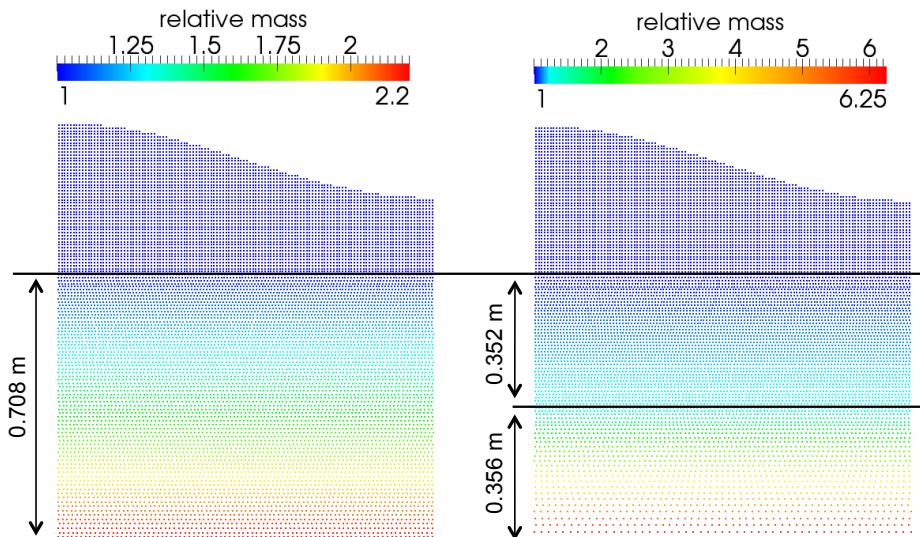 relative mass
1.25 1.5 1.75 2
1 2.2
0.708 m
relative mass
2 3 4 5 6
1 6.25
0.352 m
0.356 m